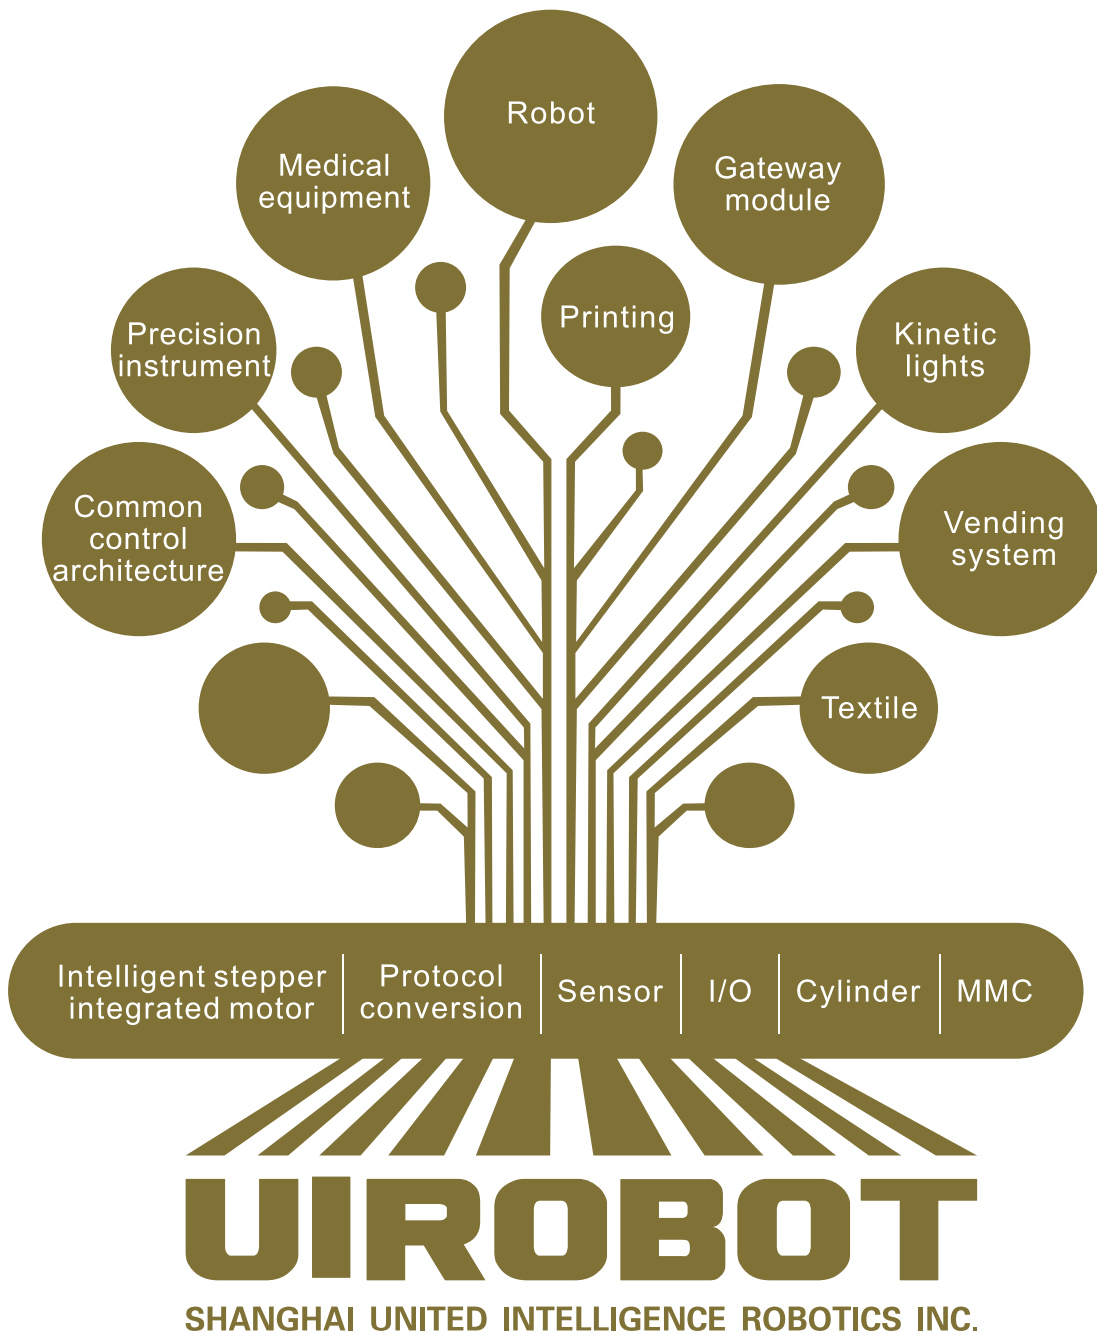 Robot
Medical
equipment
Gateway
module
Printing
Precision
instrument
Kinetic
lights
Common
control
architecture
Vending
system
Textile
Intelligent stepper
integrated motor
Protocol
conversion
Sensor
I/O
Cylinder
MMC
UIROBOT
SHANGHAI UNITED INTELLIGENCE ROBOTICS INC.